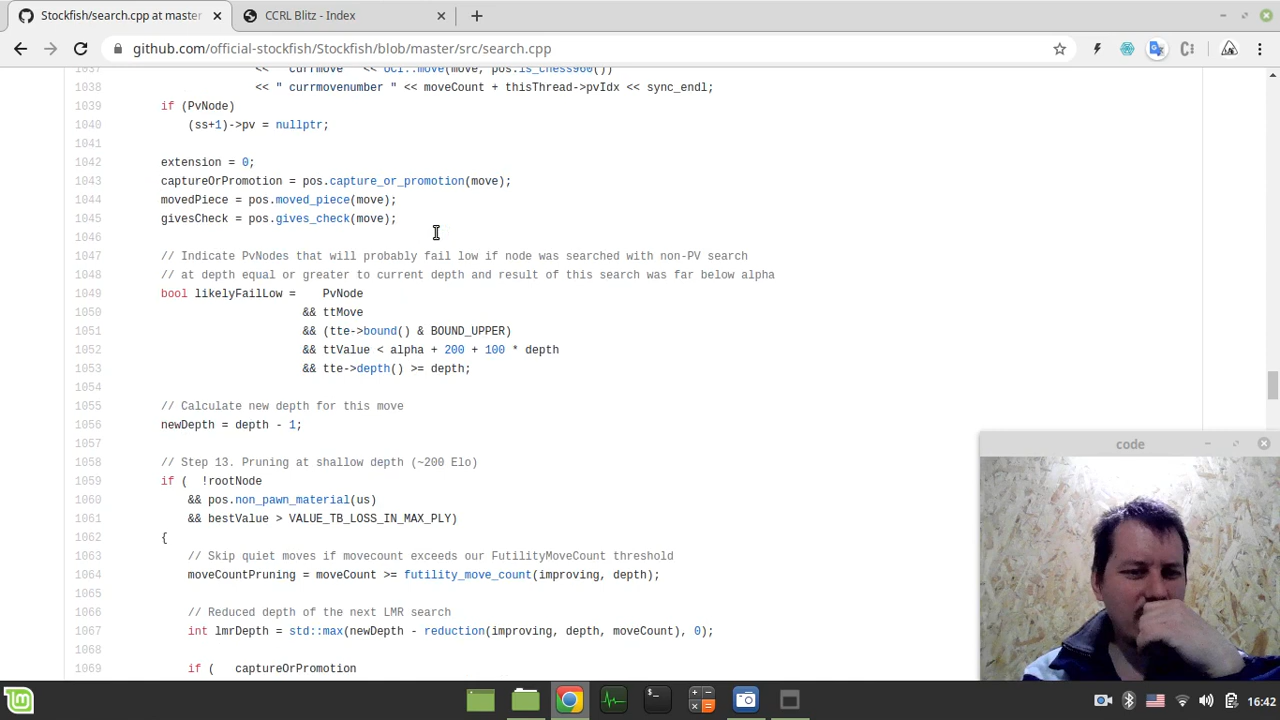 Stockfish/search.cpp at master
CCRL Blitz - Index
github.com/official-stockfish/Stockfish/blob/master/src/search.cpp
1037 << " currmove " << UCI::move(move, pos.is_chess960())
1038 << " currmovenumber " << moveCount + thisThread->pvIdx << sync_endl;
1039 if (PvNode)
1040 (ss+1)->pv = nullptr;
1041
1042 extension = 0;
1043 captureOrPromotion = pos.capture_or_promotion(move);
1044 movedPiece = pos.moved_piece(move);
1045 givesCheck = pos.gives_check(move);
1046
1047 // Indicate PvNodes that will probably fail low if node was searched with non-PV search
1048 // at depth equal or greater to current depth and result of this search was far below alpha
1049 bool likelyFailLow = PvNode
1050 && ttMove
1051 && (tte->bound() & BOUND_UPPER)
1052 && ttValue < alpha + 200 + 100 * depth
1053 && tte->depth() >= depth;
1054
1055 // Calculate new depth for this move
1056 newDepth = depth - 1;
1057
1058 // Step 13. Pruning at shallow depth (~200 Elo)
1059 if ( !rootNode
1060 && pos.non_pawn_material(us)
1061 && bestValue > VALUE_TB_LOSS_IN_MAX_PLY)
1062 {
1063 // Skip quiet moves if movecount exceeds our FutilityMoveCount threshold
1064 moveCountPruning = moveCount >= futility_move_count(improving, depth);
1065
1066 // Reduced depth of the next LMR search
1067 int lmrDepth = std::max(newDepth - reduction(improving, depth, moveCount), 0);
1068
1069 if ( captureOrPromotion
code
16:42